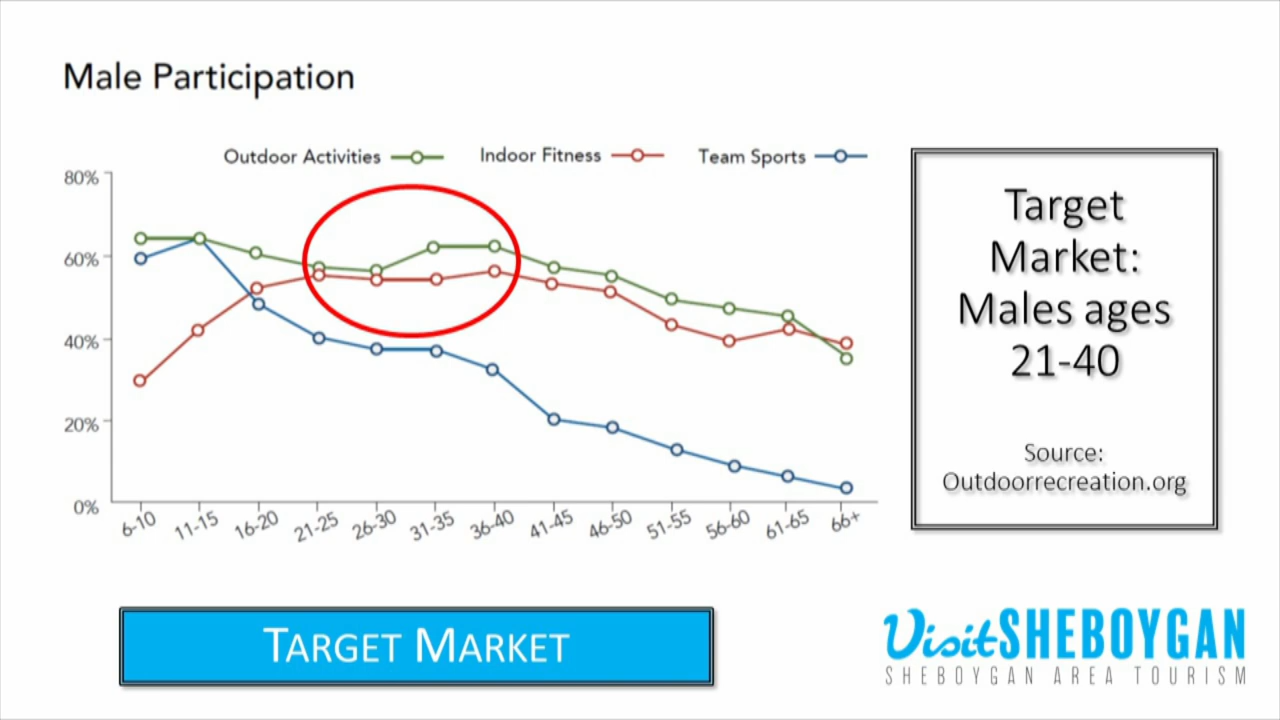 Male Participation
Outdoor Activities
Indoor Fitness
Team Sports
80%
60%
40%
20%
0%
6-10
11-15
16-20
21-25
26-30
31-35
36-40
41-45
46-50
51-55
56-60
61-65
66+
Target
Market:
Males ages
21-40
Source:
Outdoorrecreation.org
TARGET MARKET
Visit SHEBOYGAN
SHEBOYGAN AREA TOURISM